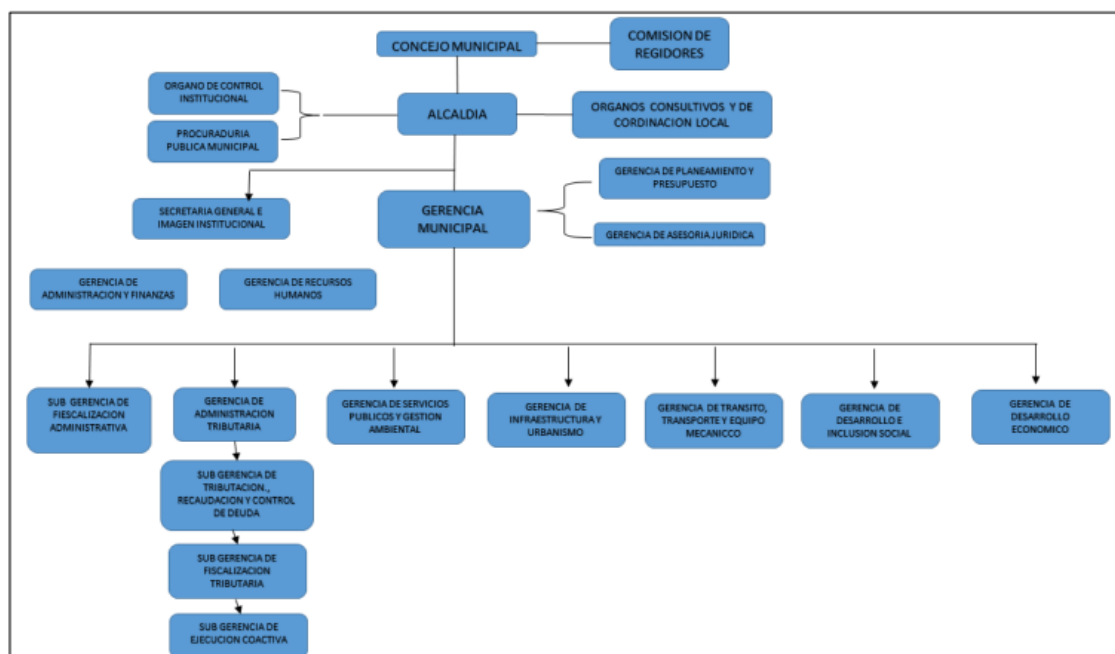 CONCEJO MUNICIPAL
COMISION DE
REGIDORES
ORGANO DE CONTROL
INSTITUCIONAL
ALCALDIA
ORGANOS CONSULTIVOS Y DE
CORDINACION LOCAL
PROCURADURIA
PUBLICA MUNICIPAL
GERENCIA DE PLANEAMIENTO Y
PRESUPUESTO
SECRETARIA GENERAL E
IMAGEN INSTITUCIONAL
GERENCIA
MUNICIPAL
GERENCIA DE ASESORIA JURIDICA
GERENCIA DE
ADMINISTRACION Y FINANZAS
GERENCIA DE RECURSOS
HUMANOS
SUB GERENCIA DE
FIESCALIZACION
ADMINISTRATIVA
GERENCIA DE
ADMINISTRACION
TRIBUTARIA
GERENCIA DE SERVICIOS
PUBLICOS Y GESTION
AMBIENTAL
GERENCIA DE
INFRAESTRUCTURA Y
URBANISMO
GERENCIA DE TRANSITO,
TRANSPORTE Y EQUIPO
MECANICCO
GERENCIA DE
DESARROLLO E
INCLUSION SOCIAL
GERENCIA DE
DESARROLLO
ECONOMICO
SUB GERENCIA DE
TRIBUTACION.,
RECAUDACION Y CONTROL
DE DEUDA
SUB GERENCIA DE
FISCALIZACION
TRIBUTARIA
SUB GERENCIA DE
EJECUCION COACTIVA